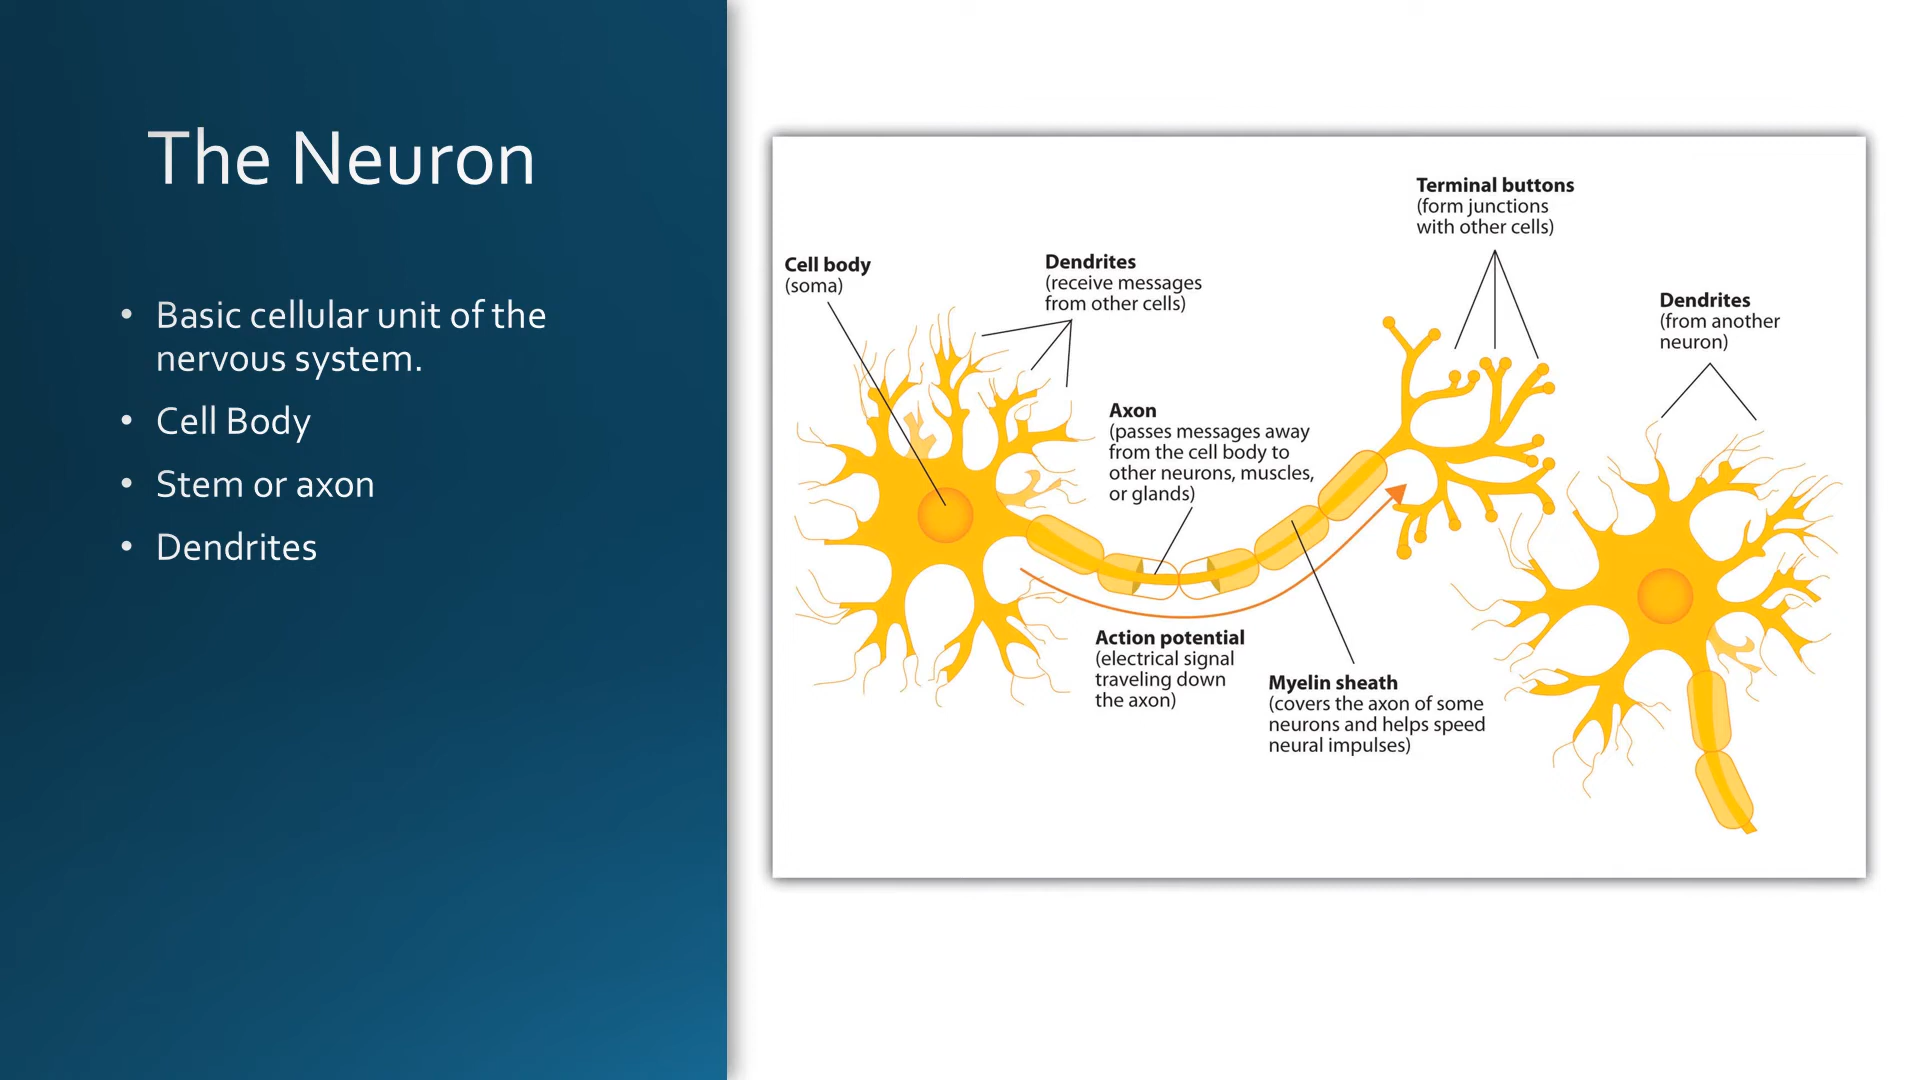 The Neuron
• Basic cellular unit of the
nervous system.
• Cell Body
• Stem or axon
• Dendrites
Terminal buttons
(form junctions
with other cells)
Cell body
(soma)
Dendrites
(receive messages
from other cells)
Dendrites
(from another
neuron)
Axon
(passes messages away
from the cell body to
other neurons, muscles,
or glands)
Action potential
(electrical signal
traveling down
the axon)
Myelin sheath
(covers the axon of some
neurons and helps speed
neural impulses)